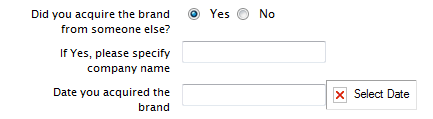 Did you acquire the brand Yes No
from someone else?
If Yes, please specify
company name
Date you acquired the Select Date
brand